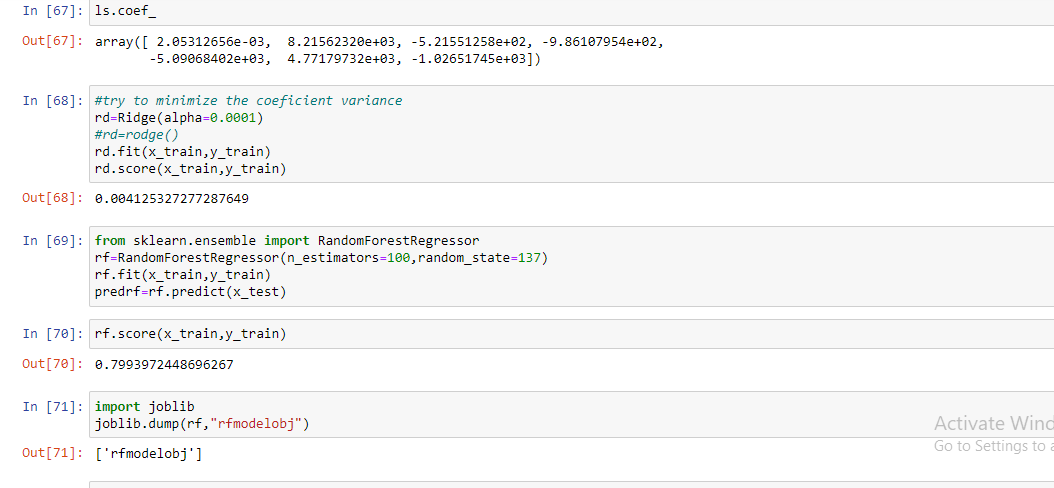 In [67]: ls.coef_
Out[67]: array([ 2.05312656e-03,  8.21562320e+03, -5.21551258e+02, -9.86107954e+02,
       -5.09068402e+03,  4.77179732e+03, -1.02651745e+03])
In [68]: #try to minimize the coeficient variance
rd=Ridge(alpha=0.0001)
#rd=rodge()
rd.fit(x_train,y_train)
rd.score(x_train,y_train)
Out[68]: 0.004125327277287649
In [69]: from sklearn.ensemble import RandomForestRegressor
rf=RandomForestRegressor(n_estimators=100,random_state=137)
rf.fit(x_train,y_train)
predrf=rf.predict(x_test)
In [70]: rf.score(x_train,y_train)
Out[70]: 0.7993972448696267
In [71]: import joblib
joblib.dump(rf,"rfmodelobj")
Out[71]: ['rfmodelobj']
Activate Wind
Go to Settings to a